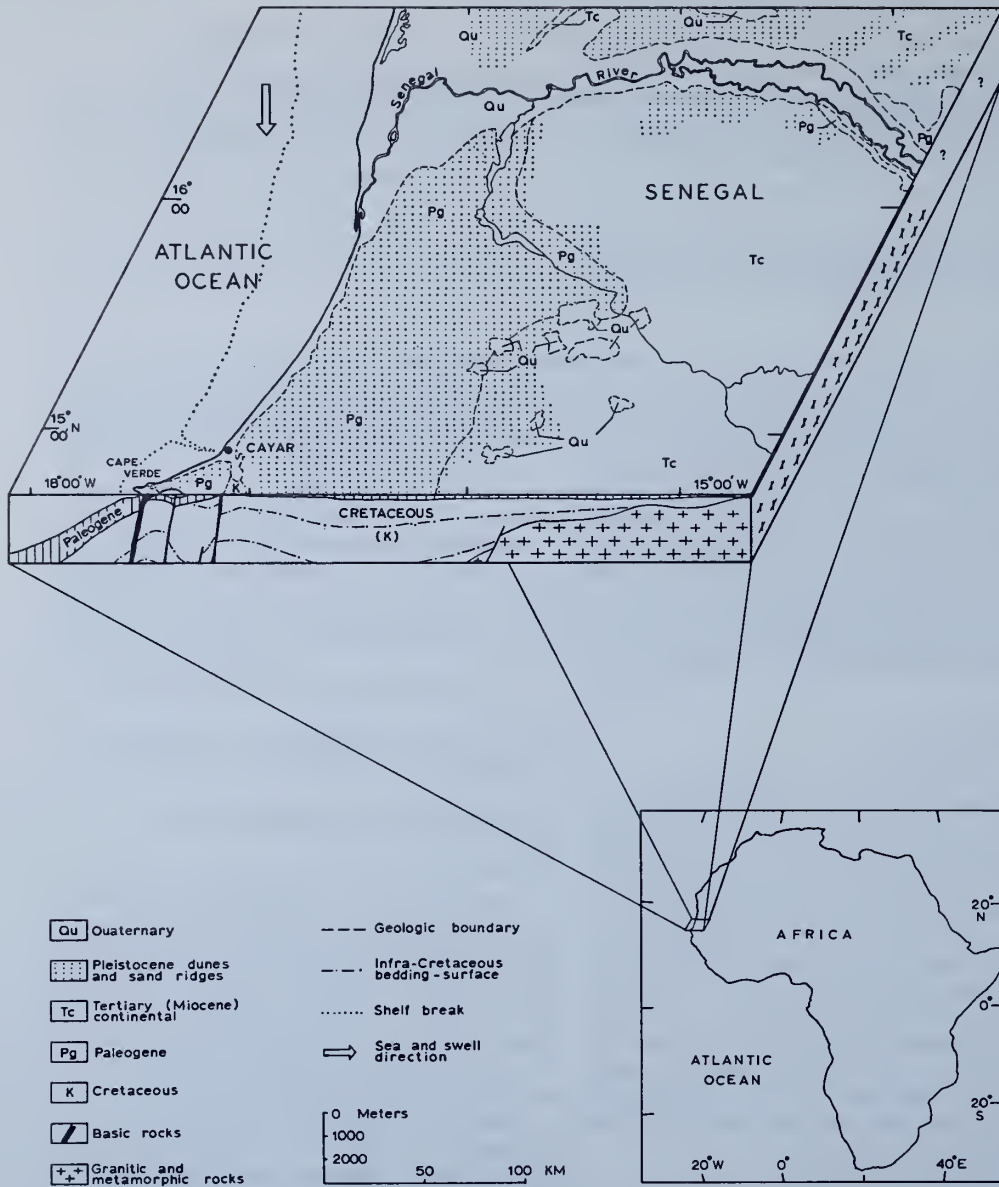 Qu
Tc
Qu
Tc
Senegal
River
Qu
?
Pg
Pg
?
16°
00'
SENEGAL
Pg
ATLANTIC
OCEAN
Pg
Tc
Qu
Qu
15°
00' N
Pg
Qu
CAYAR
CAPE
VERDE
Tc
18°00' W
Pg
K
15°00' W
Paleogene
CRETACEOUS
(K)
Qu Quaternary
Pleistocene dunes
and sand ridges
Tc Tertiary (Miocene)
continental
Pg Paleogene
K Cretaceous
Basic rocks
Granitic and
metamorphic rocks
Geologic boundary
Infra-Cretaceous
bedding-surface
Shelf break
Sea and swell
direction
0 Meters
1000
2000
50 100 KM
20°
N
AFRICA
0°
ATLANTIC
OCEAN
20°
S
20°W 0° 40°E